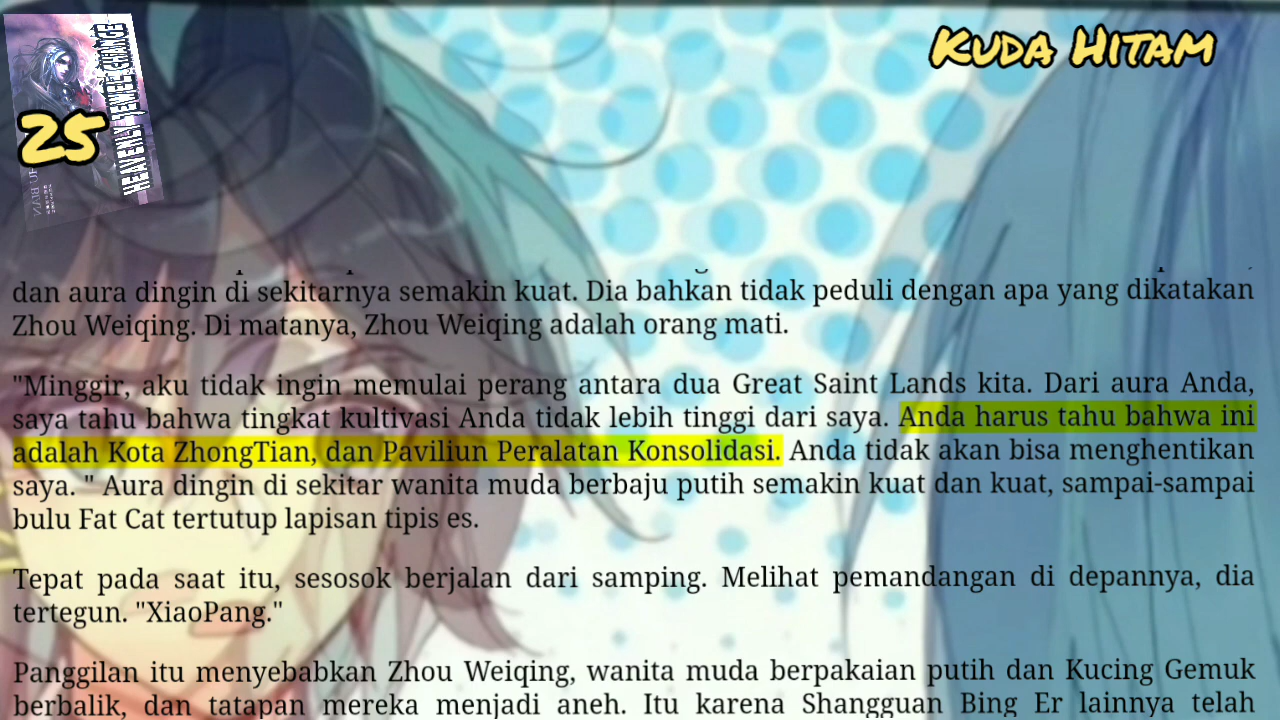 Kuda Hitam
25
HEAVENLY JEWEL CHANGE
dan aura dingin di sekitarnya semakin kuat. Dia bahkan tidak peduli dengan apa yang dikatakan
Zhou Weiqing. Di matanya, Zhou Weiqing adalah orang mati.
"Minggir, aku tidak ingin memulai perang antara dua Great Saint Lands kita. Dari aura Anda,
saya tahu bahwa tingkat kultivasi Anda tidak lebih tinggi dari saya. Anda harus tahu bahwa ini
adalah Kota ZhongTian, dan Paviliun Peralatan Konsolidasi. Anda tidak akan bisa menghentikan
saya. " Aura dingin di sekitar wanita muda berbaju putih semakin kuat dan kuat, sampai-sampai
bulu Fat Cat tertutup lapisan tipis es.
Tepat pada saat itu, sesosok berjalan dari samping. Melihat pemandangan di depannya, dia
tertegun. "XiaoPang."
Panggilan itu menyebabkan Zhou Weiqing, wanita muda berpakaian putih dan Kucing Gemuk
berbalik, dan tatapan mereka menjadi aneh. Itu karena Shangguan Bing Er lainnya telah